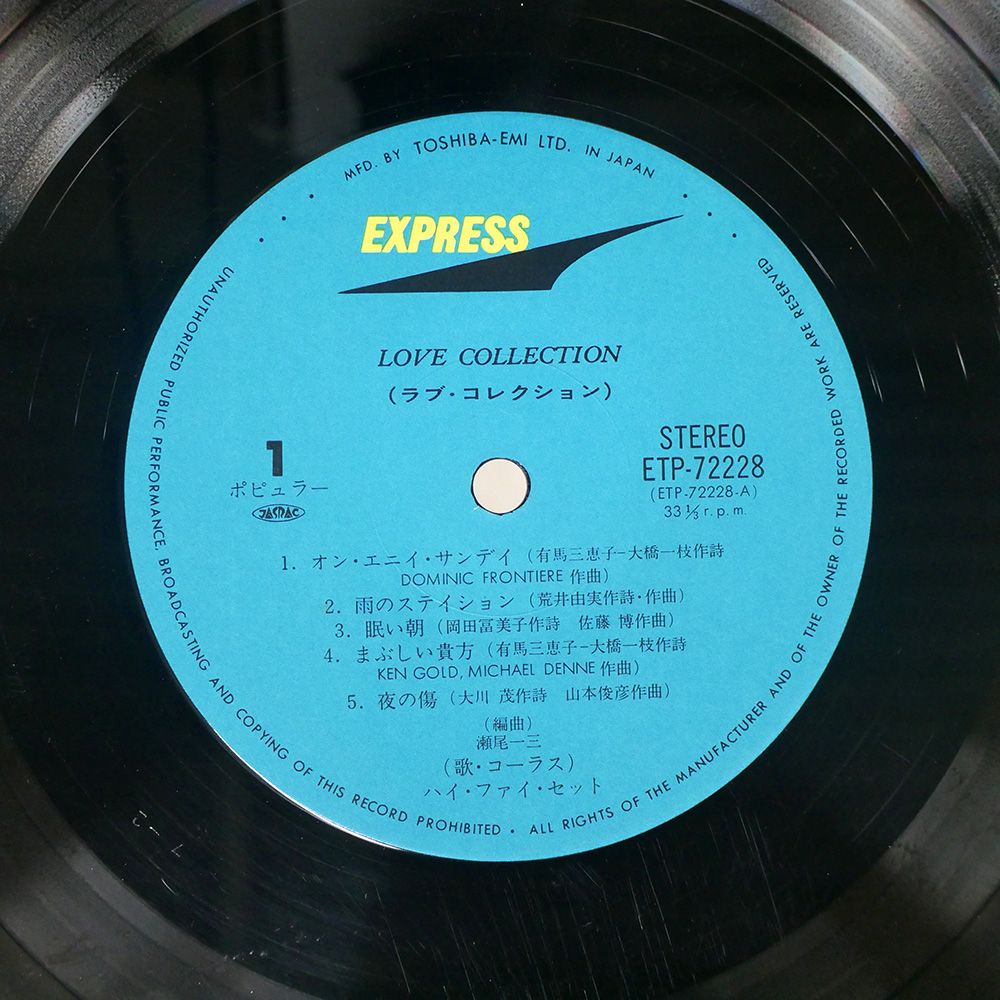 MFD. BY TOSHIBA-EMI LTD. IN JAPAN
EXPRESS
LOVE COLLECTION
(ラブ・コレクション)
1
ポピュラー
JASRAC
STEREO
ETP-72228
(ETP-72228-A)
33⅓ r.p.m.
1. オン・エニイ・サンデイ (有馬三恵子-大橋一枝作詩
DOMINIC FRONTIERE 作曲)
2. 雨のステイション (荒井由実作詩・作曲)
3. 眠い朝 (岡田冨美子作詩 佐藤 博作曲)
4. まぶしい貴方 (有馬三恵子-大橋一枝作詩
KEN GOLD, MICHAEL DENNE 作曲)
5. 夜の傷 (大川 茂作詩 山本俊彦作曲)
(編曲)
瀬尾一三
(歌・コーラス)
ハイ・ファイ・セット
UNAUTHORIZED PUBLIC PERFORMANCE, BROADCASTING AND COPYING OF THIS RECORD PROHIBITED • ALL RIGHTS OF THE MANUFACTURER AND OF THE OWNER OF THE RECORDED WORK ARE RESERVED